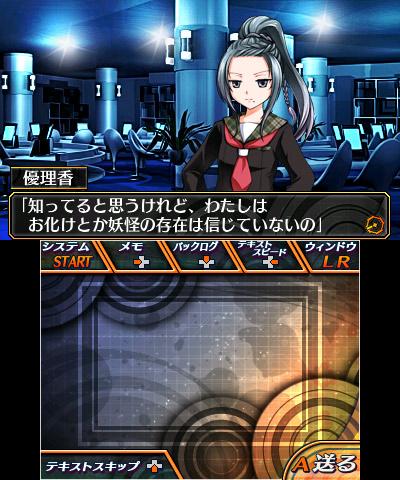 優理香
「知ってると思うけれど、わたしは
お化けとか妖怪の存在は信じていないの」
システム
START
メモ
バックログ
テキスト
スピード
ウィンドウ
L R
テキストスキップ
A 送る